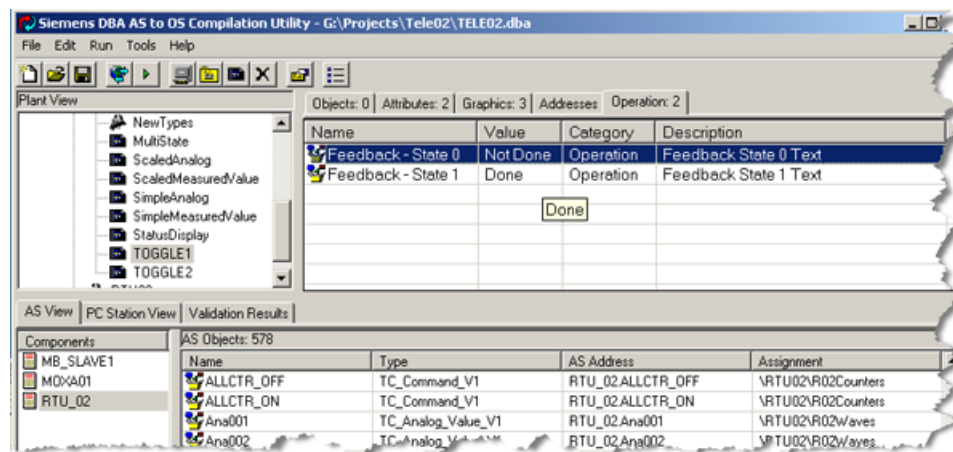 Siemens DBA AS to OS Compilation Utility - G:\Projects\Tele02\TELE02.dba
File Edit Run Tools Help
Plant View
NewTypes
MultiState
ScaledAnalog
ScaledMeasuredValue
SimpleAnalog
SimpleMeasuredValue
StatusDisplay
TOGGLE1
TOGGLE2
Objects: 0 Attributes: 2 Graphics: 3 Addresses Operation: 2
Name Value Category Description
Feedback - State 0 Not Done Operation Feedback State 0 Text
Feedback - State 1 Done Operation Feedback State 1 Text
Done
AS View PC Station View Validation Results
Components
MB_SLAVE1
MOXA01
RTU_02
AS Objects: 578
Name Type AS Address Assignment
ALLCTR_OFF TC_Command_V1 RTU_02.ALLCTR_OFF \RTU02\R02Counters
ALLCTR_ON TC_Command_V1 RTU_02.ALLCTR_ON \RTU02\R02Counters
Ana001 TC_Analog_Value_V1 RTU_02.Ana001 \RTU02\R02Waves
Ana002 RTU_02.Ana002 \RTU02\R02Waves